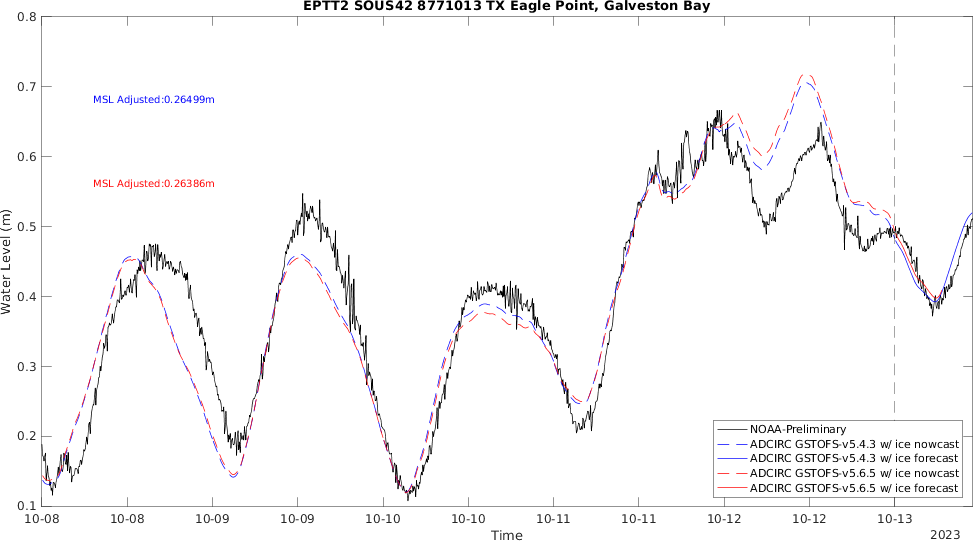 EPTT2 SOUS42 8771013 TX Eagle Point, Galveston Bay
0.8
0.7
0.6
0.5
0.4
0.3
0.2
0.1
Water Level (m)
MSL Adjusted:0.26499m
MSL Adjusted:0.26386m
NOAA-Preliminary
ADCIRC GSTOFS-v5.4.3 w/ ice nowcast
ADCIRC GSTOFS-v5.4.3 w/ ice forecast
ADCIRC GSTOFS-v5.6.5 w/ ice nowcast
ADCIRC GSTOFS-v5.6.5 w/ ice forecast
10-08 10-08 10-09 10-09 10-10 10-10 10-11 10-11 10-12 10-12 10-13
Time
2023